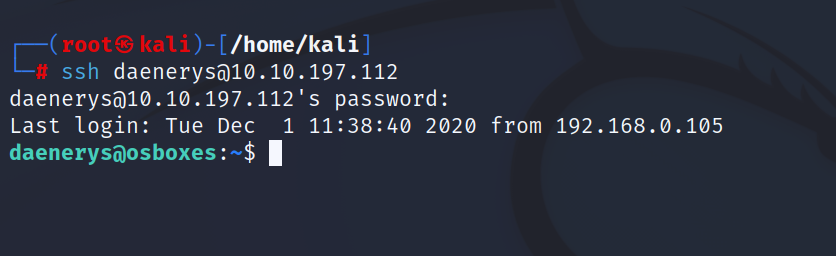 ┌──(root㉿kali)-[/home/kali]
└─# ssh daenerys@10.10.197.112
daenerys@10.10.197.112's password:
Last login: Tue Dec  1 11:38:40 2020 from 192.168.0.105
daenerys@osboxes:~$